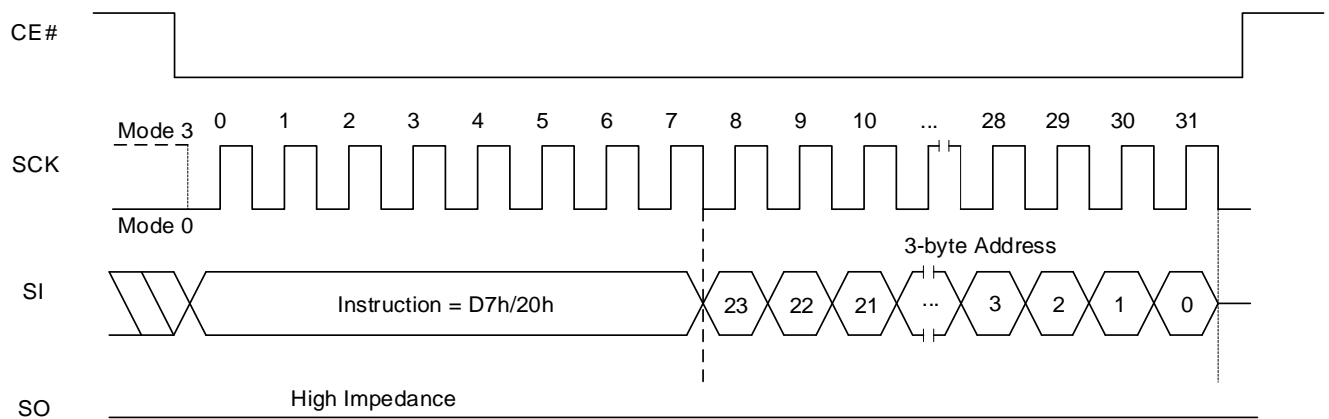 CE#
0 1 2 3 4 5 6 7 8 9 10 ... 28 29 30 31
Mode 3
SCK
Mode 0
3-byte Address
SI
Instruction = D7h/20h 23 22 21 ... 3 2 1 0
High Impedance
SO